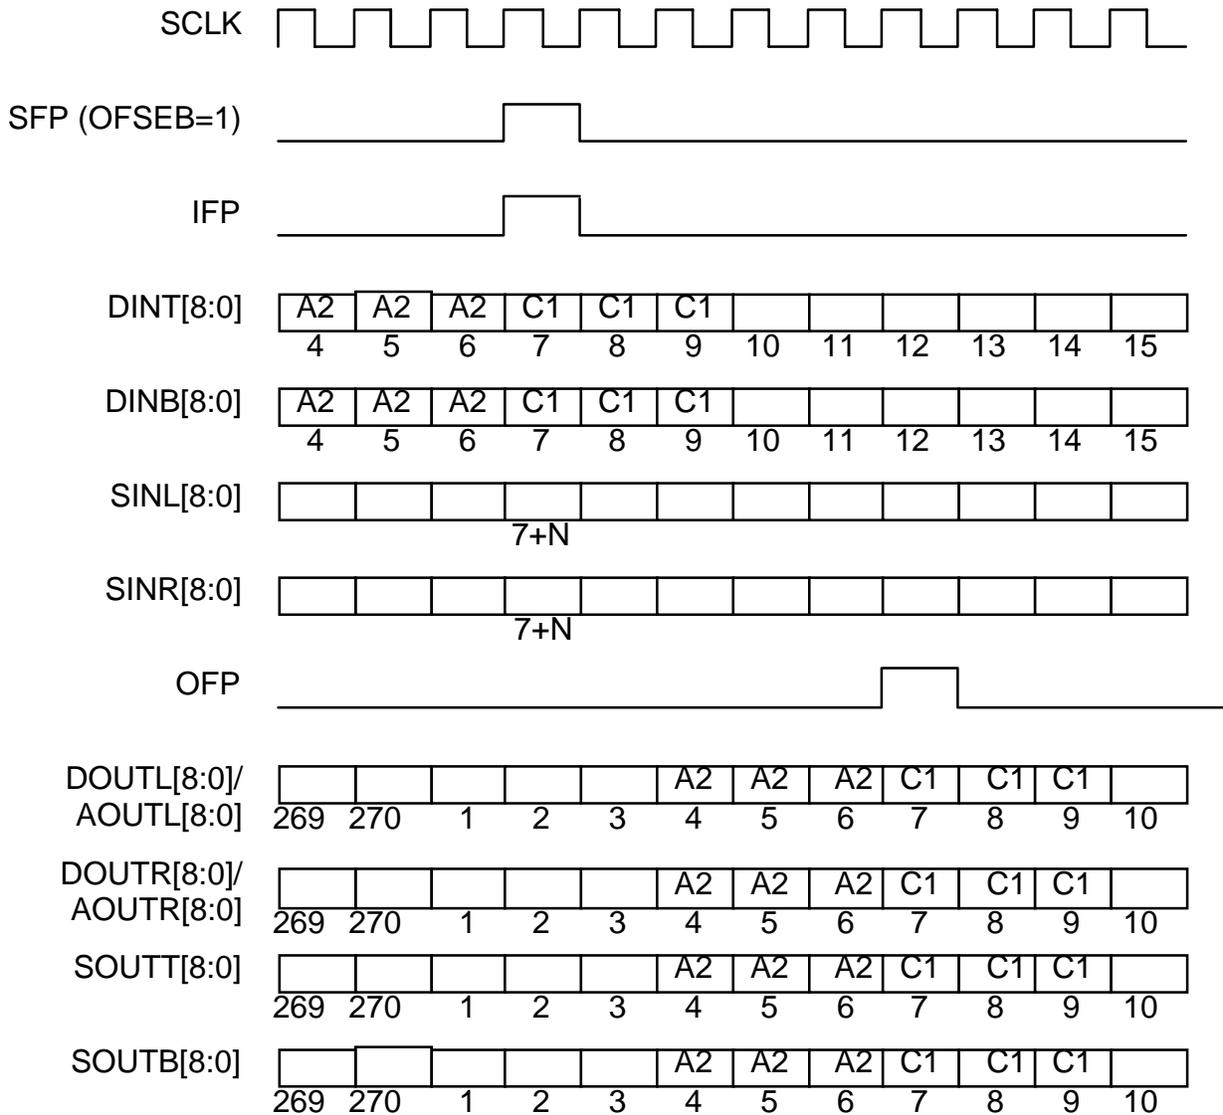 SCLK
SFP (OFSEB=1)
IFP
DINT[8:0] A2 A2 A2 C1 C1 C1
4 5 6 7 8 9 10 11 12 13 14 15
DINB[8:0] A2 A2 A2 C1 C1 C1
4 5 6 7 8 9 10 11 12 13 14 15
SINL[8:0]
7+N
SINR[8:0]
7+N
OFP
DOUTL[8:0]/ A2 A2 A2 C1 C1 C1
AOUTL[8:0] 269 270 1 2 3 4 5 6 7 8 9 10
DOUTR[8:0]/ A2 A2 A2 C1 C1 C1
AOUTR[8:0] 269 270 1 2 3 4 5 6 7 8 9 10
SOUTT[8:0] A2 A2 A2 C1 C1 C1
269 270 1 2 3 4 5 6 7 8 9 10
SOUTB[8:0] A2 A2 A2 C1 C1 C1
269 270 1 2 3 4 5 6 7 8 9 10